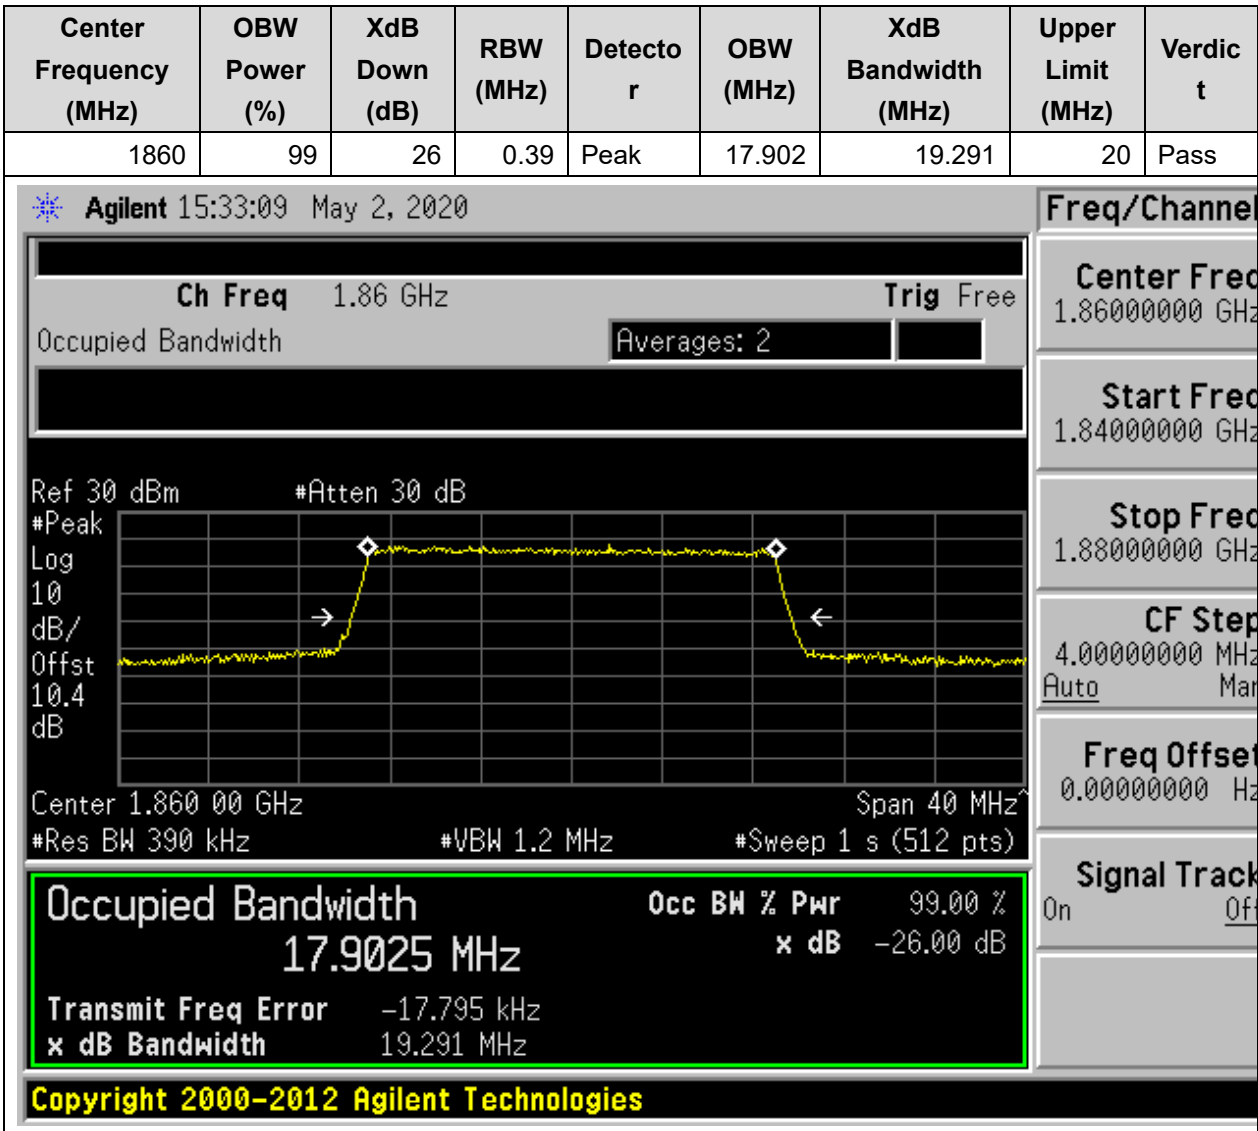 Center Frequency (MHz) OBW Power (%) XdB Down (dB) RBW (MHz) Detecto r OBW (MHz) XdB Bandwidth (MHz) Upper Limit (MHz) Verdic t
1860 99 26 0.39 Peak 17.902 19.291 20 Pass
Agilent 15:33:09 May 2, 2020
Ch Freq 1.86 GHz Trig Free
Occupied Bandwidth Averages: 2
Ref 30 dBm #Atten 30 dB
#Peak
Log
10
dB/
Offst
10.4
dB
Center 1.860 00 GHz Span 40 MHz^
#Res BW 390 kHz #VBW 1.2 MHz #Sweep 1 s (512 pts)
Occupied Bandwidth Occ BW % Pwr 99.00 %
17.9025 MHz x dB -26.00 dB
Transmit Freq Error -17.795 kHz
x dB Bandwidth 19.291 MHz
Copyright 2000-2012 Agilent Technologies
Freq/Channel
Center Freq
1.86000000 GHz
Start Freq
1.84000000 GHz
Stop Freq
1.88000000 GHz
CF Step
4.00000000 MHz
Auto Man
Freq Offset
0.00000000 Hz
Signal Track
On Off